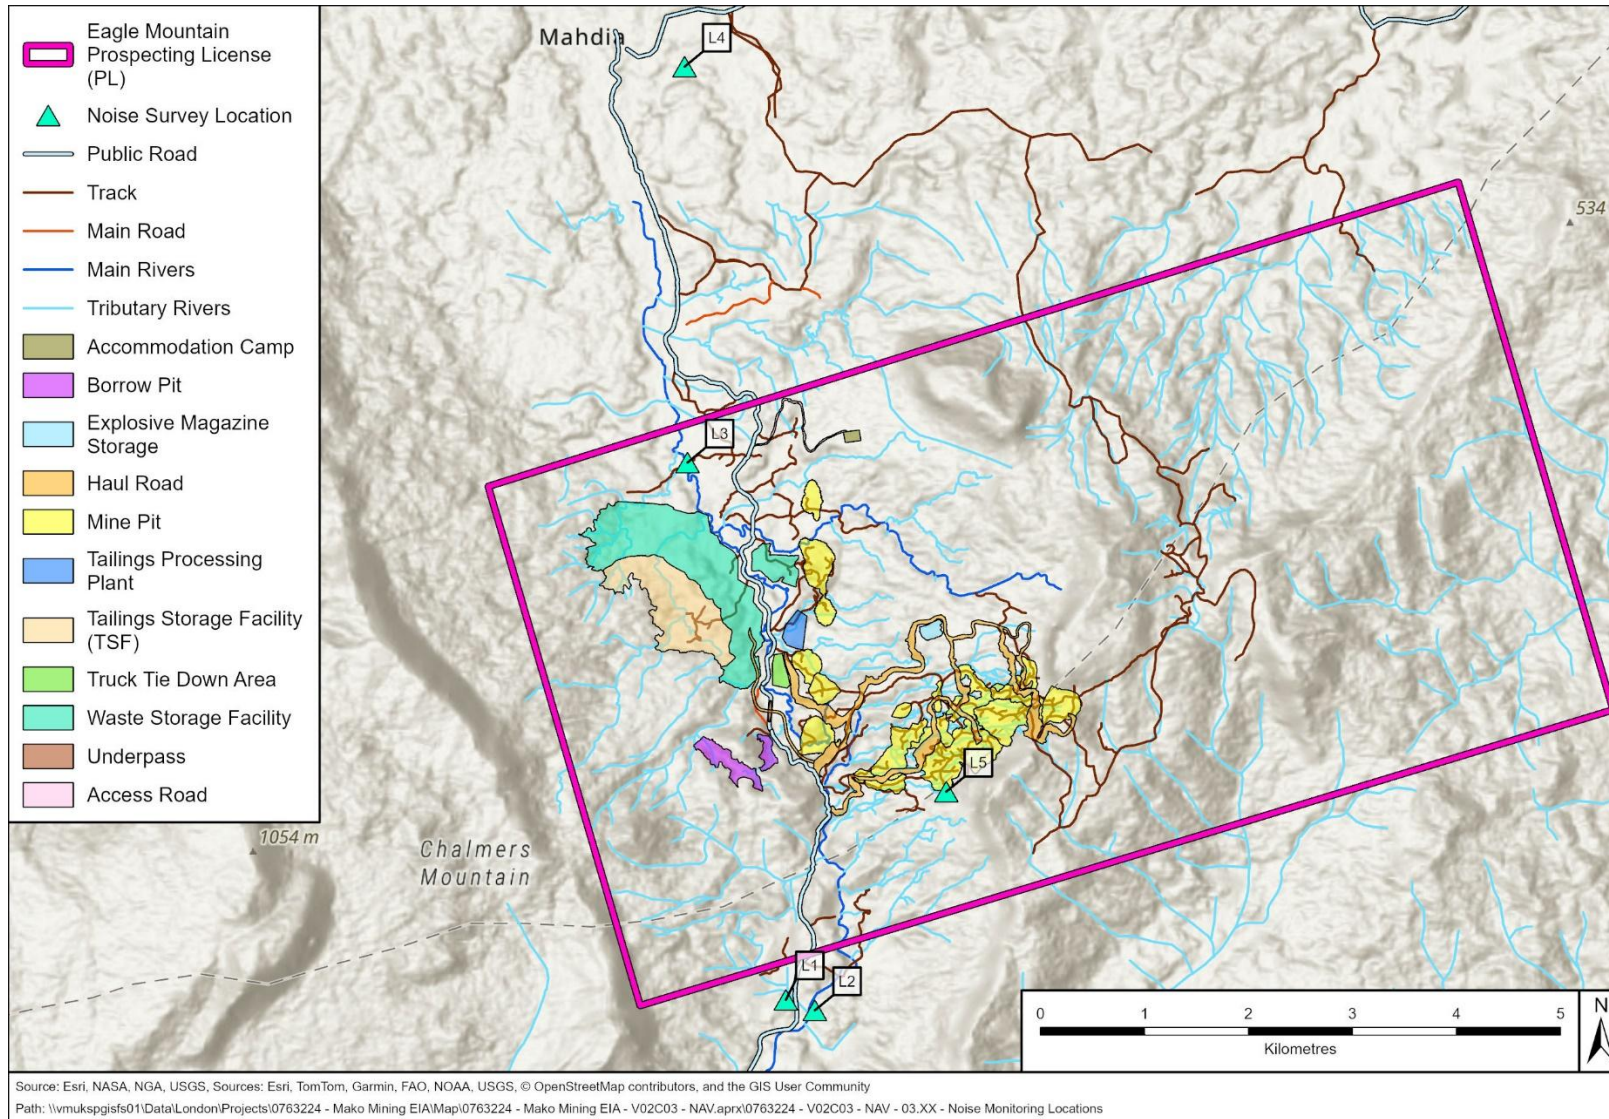 Eagle Mountain
Prospecting License
(PL)
Noise Survey Location
Public Road
Track
Main Road
Main Rivers
Tributary Rivers
Accommodation Camp
Borrow Pit
Explosive Magazine
Storage
Haul Road
Mine Pit
Tailings Processing
Plant
Tailings Storage Facility
(TSF)
Truck Tie Down Area
Waste Storage Facility
Underpass
Access Road
Mahdia
L4
534
L3
L5
1054 m
Chalmers
Mountain
L1
L2
0 1 2 3 4 5
Kilometres
N
Source: Esri, NASA, NGA, USGS, Sources: Esri, TomTom, Garmin, FAO, NOAA, USGS, © OpenStreetMap contributors, and the GIS User Community
Path: \\vmukspgisfs01\Data\London\Projects\0763224 - Mako Mining EIA\Map\0763224 - Mako Mining EIA - V02C03 - NAV.aprx\0763224 - V02C03 - NAV - 03.XX - Noise Monitoring Locations